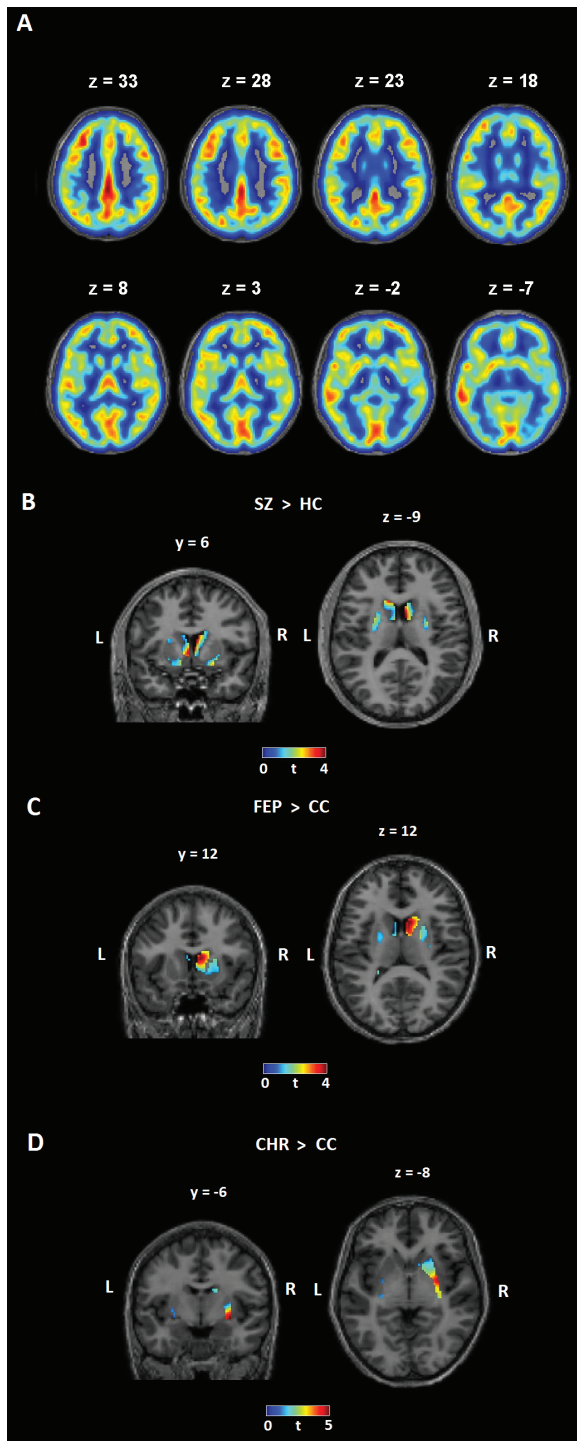 A
z = 33 z = 28 z = 23 z = 18
z = 8 z = 3 z = -2 z = -7
B
SZ > HC
y = 6 z = -9
L R L R
0 t 4
C
FEP > CC
y = 12 z = 12
L R L R
0 t 4
D
CHR > CC
y = -6 z = -8
L R L R
0 t 5